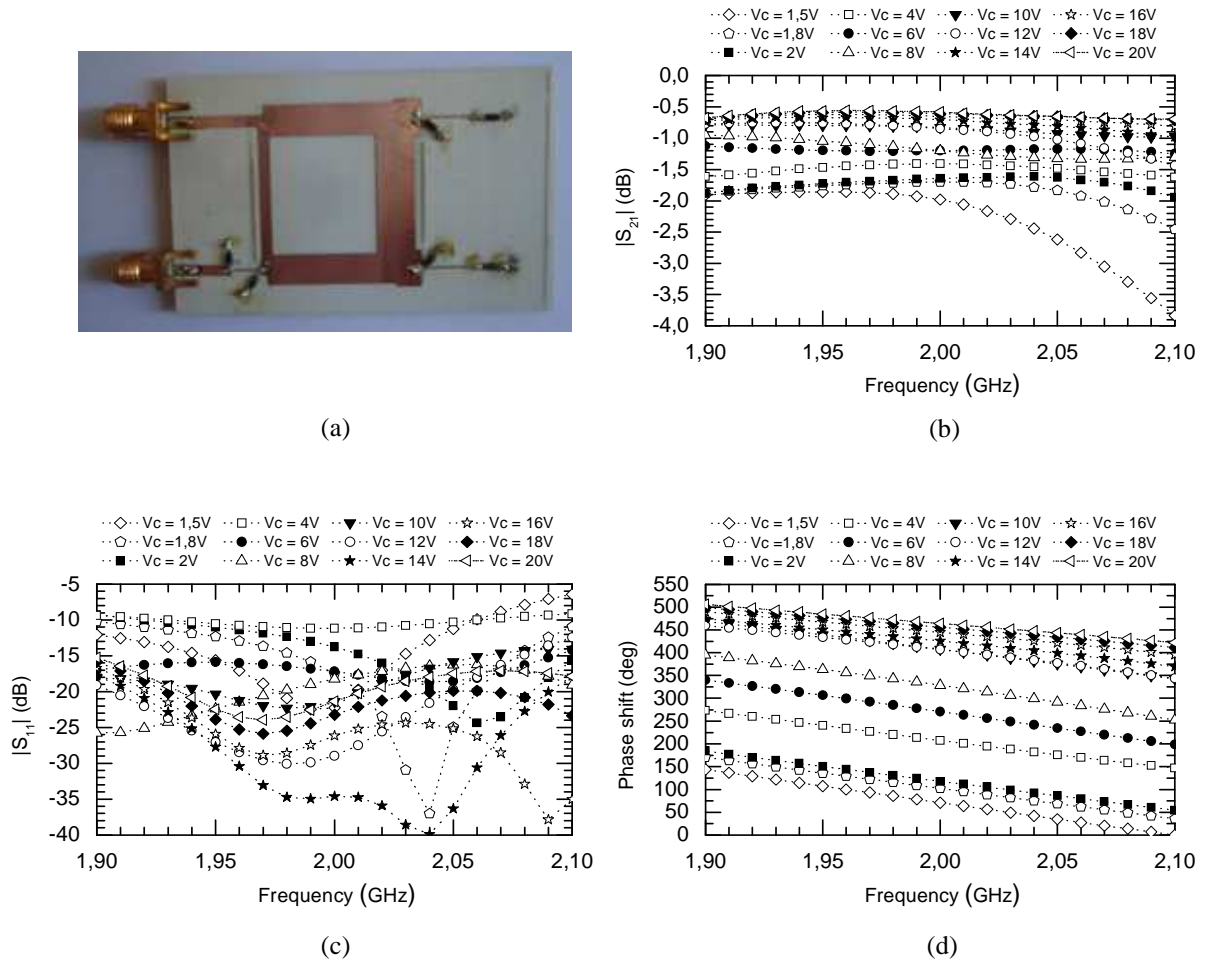 Vc = 1,5V Vc = 4V Vc = 10V Vc = 16V
Vc =1,8V Vc = 6V Vc = 12V Vc = 18V
Vc = 2V Vc = 8V Vc = 14V Vc = 20V
0,0
-0,5
-1,0
-1,5
-2,0
-2,5
-3,0
-3,5
-4,0
|S21| (dB)
1,90 1,95 2,00 2,05 2,10
Frequency (GHz)
(a)
(b)
Vc = 1,5V Vc = 4V Vc = 10V Vc = 16V
Vc =1,8V Vc = 6V Vc = 12V Vc = 18V
Vc = 2V Vc = 8V Vc = 14V Vc = 20V
-5
-10
-15
-20
-25
-30
-35
-40
|S11| (dB)
1,90 1,95 2,00 2,05 2,10
Frequency (GHz)
(c)
Vc = 1,5V Vc = 4V Vc = 10V Vc = 16V
Vc =1,8V Vc = 6V Vc = 12V Vc = 18V
Vc = 2V Vc = 8V Vc = 14V Vc = 20V
550
500
450
400
350
300
250
200
150
100
50
0
Phase shift (deg)
1,90 1,95 2,00 2,05 2,10
Frequency (GHz)
(d)